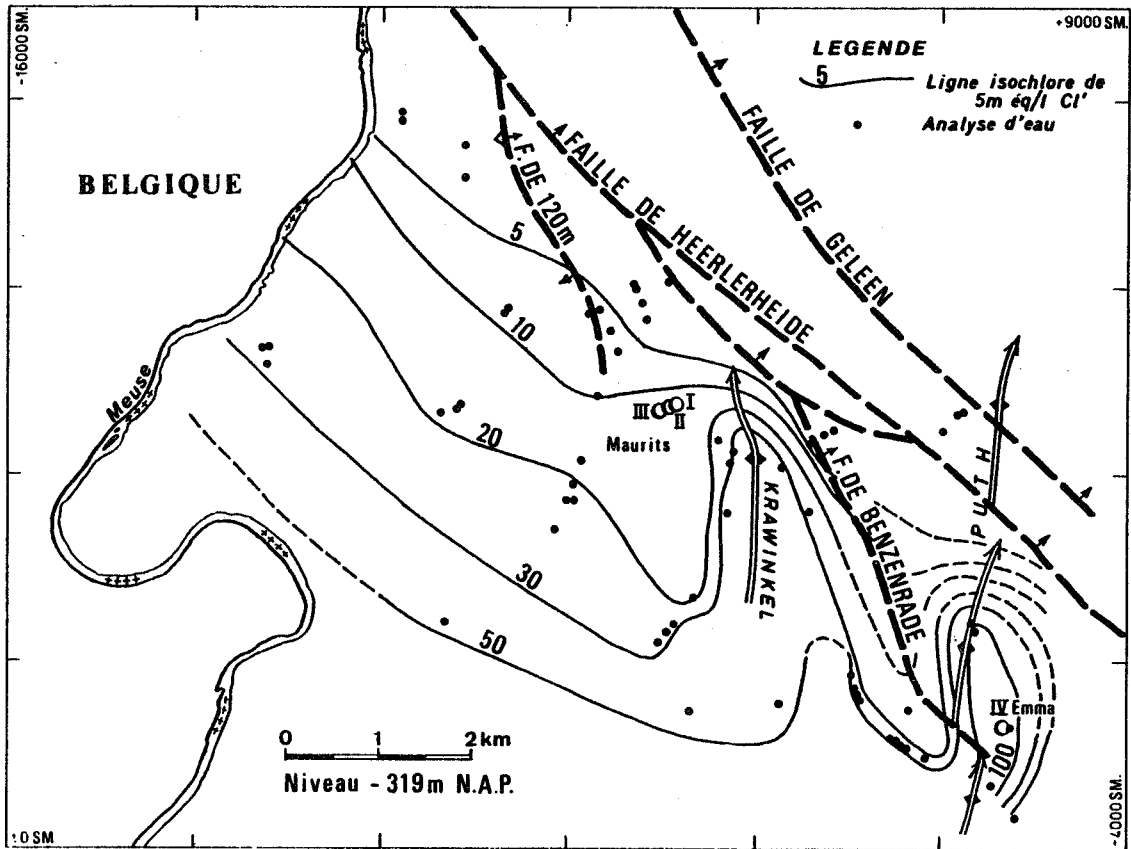 -16000 SM.
+9000 SM.
LEGENDE
5
Ligne isochlore de
5m éq/l Cl'
Analyse d'eau
BELGIQUE
F. DE 120m
FAILLE DE HEERLERHEIDE
FAILLE DE GELEEN
5
10
20
30
50
100
Meuse
III
I
II
Maurits
KRAWINKEL
F. DE BENZENRADE
PUTH
IV Emma
0 1 2 km
Niveau - 319m N.A.P.
-4000 SM.